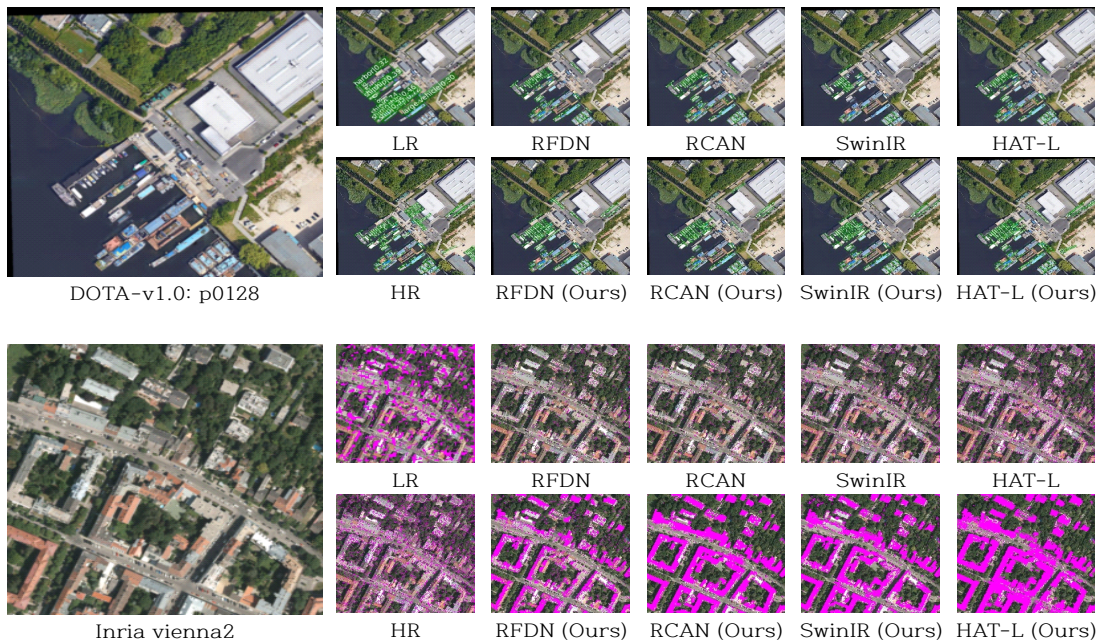 LR
RFDN
RCAN
SwinIR
HAT-L
DOTA-v1.0: p0128
HR
RFDN (Ours)
RCAN (Ours)
SwinIR (Ours)
HAT-L (Ours)
LR
RFDN
RCAN
SwinIR
HAT-L
Inria vienna2
HR
RFDN (Ours)
RCAN (Ours)
SwinIR (Ours)
HAT-L (Ours)